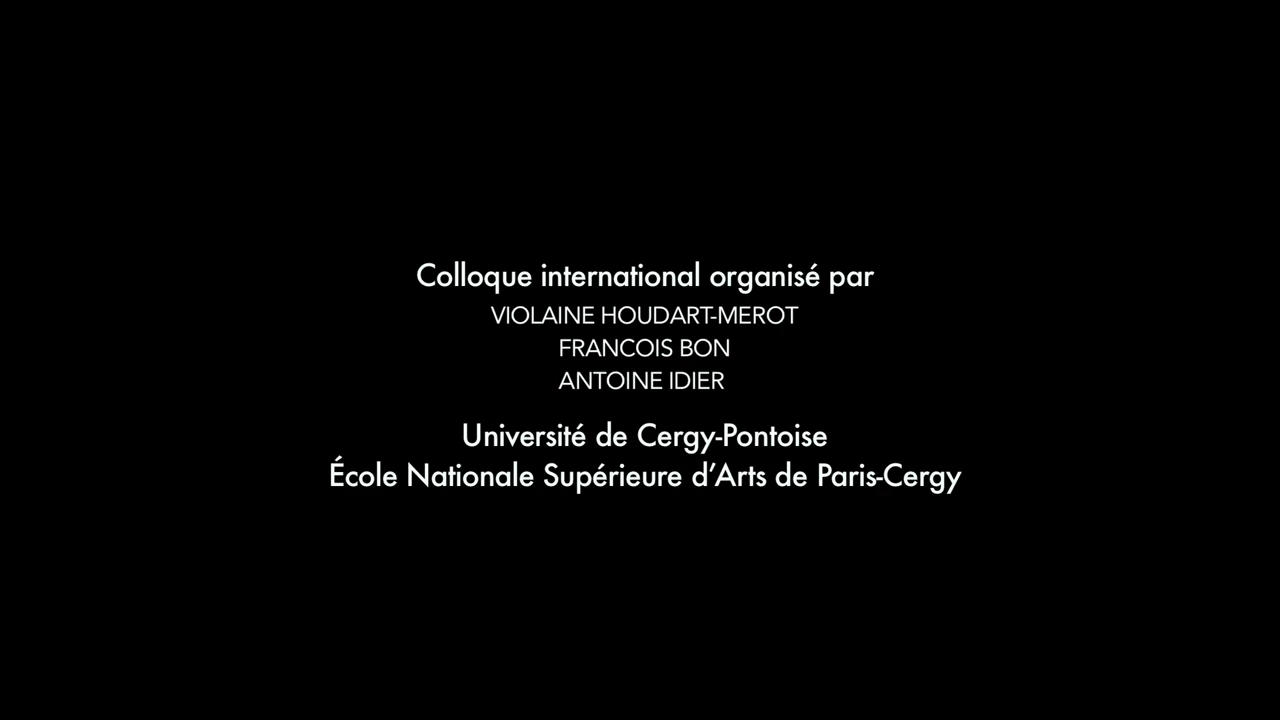 Colloque international organisé par
VIOLAINE HOUDART-MEROT
FRANCOIS BON
ANTOINE IDIER
Université de Cergy-Pontoise
École Nationale Supérieure d’Arts de Paris-Cergy